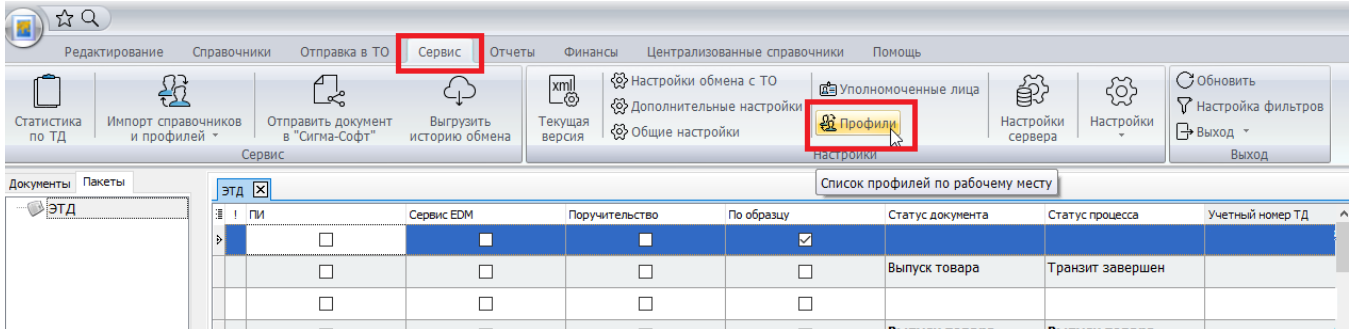 Редактирование Справочники Отправка в ТО Сервис Отчеты Финансы Централизованные справочники Помощь
Статистика по ТД
Импорт справочников и профилей
Отправить документ в "Сигма-Софт"
Выгрузить историю обмена
Сервис
xml
Текущая версия
Настройки обмена с ТО
Дополнительные настройки
Общие настройки
Уполномоченные лица
Профили
Настройки сервера
Настройки
Настройки
Обновить
Настройка фильтров
Выход
Выход
Список профилей по рабочему месту
Документы Пакеты
ЭТД
ЭТД
! ПИ Сервис EDM Поручительство По образцу Статус документа Статус процесса Учетный номер ТД
Выпуск товара Транзит завершен